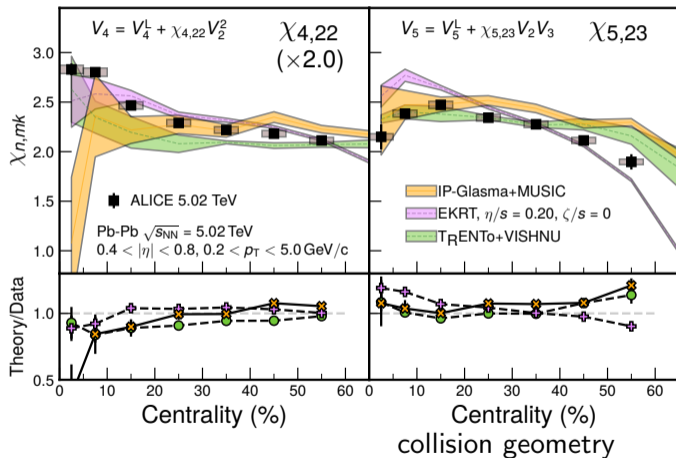 V₄ = V₄ᴸ + χ₄,₂₂V₂²
χ₄,₂₂
(×2.0)
V₅ = V₅ᴸ + χ₅,₂₃V₂V₃
χ₅,₂₃
χₙ,ₘₖ
3.0
2.5
2.0
1.5
1.0
ALICE 5.02 TeV
Pb-Pb √sNN = 5.02 TeV
0.4 < |η| < 0.8, 0.2 < pT < 5.0 GeV/c
IP-Glasma+MUSIC
EKRT, η/s = 0.20, ζ/s = 0
TRENTo+VISHNU
Theory/Data
1.0
0.5
0 10 20 30 40 50 60
0 10 20 30 40 50 60
Centrality (%)
Centrality (%)
collision geometry